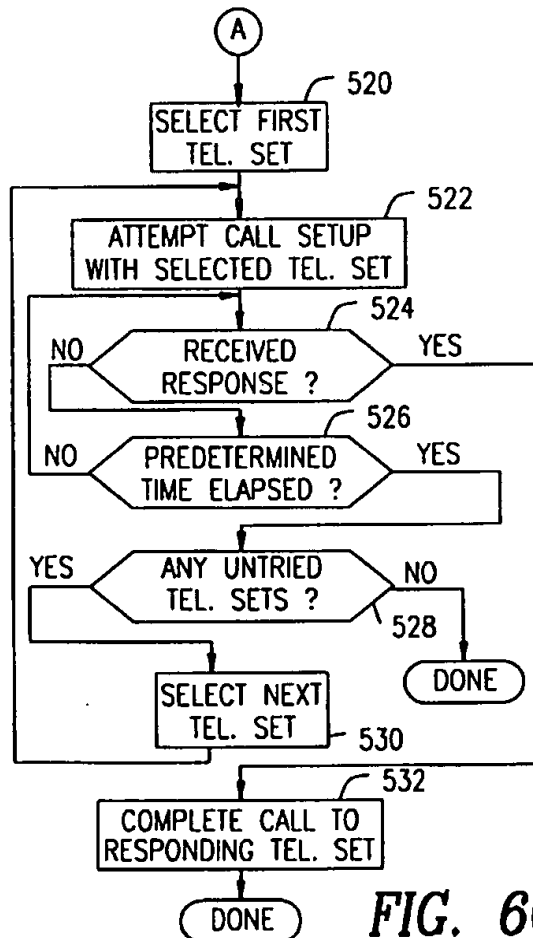 A
520
SELECT FIRST
TEL. SET
522
ATTEMPT CALL SETUP
WITH SELECTED TEL. SET
524
NO
RECEIVED
RESPONSE ?
YES
526
NO
PREDETERMINED
TIME ELAPSED ?
YES
YES
ANY UNTRIED
TEL. SETS ?
NO
528
DONE
SELECT NEXT
TEL. SET
530
532
COMPLETE CALL TO
RESPONDING TEL. SET
DONE
FIG. 6